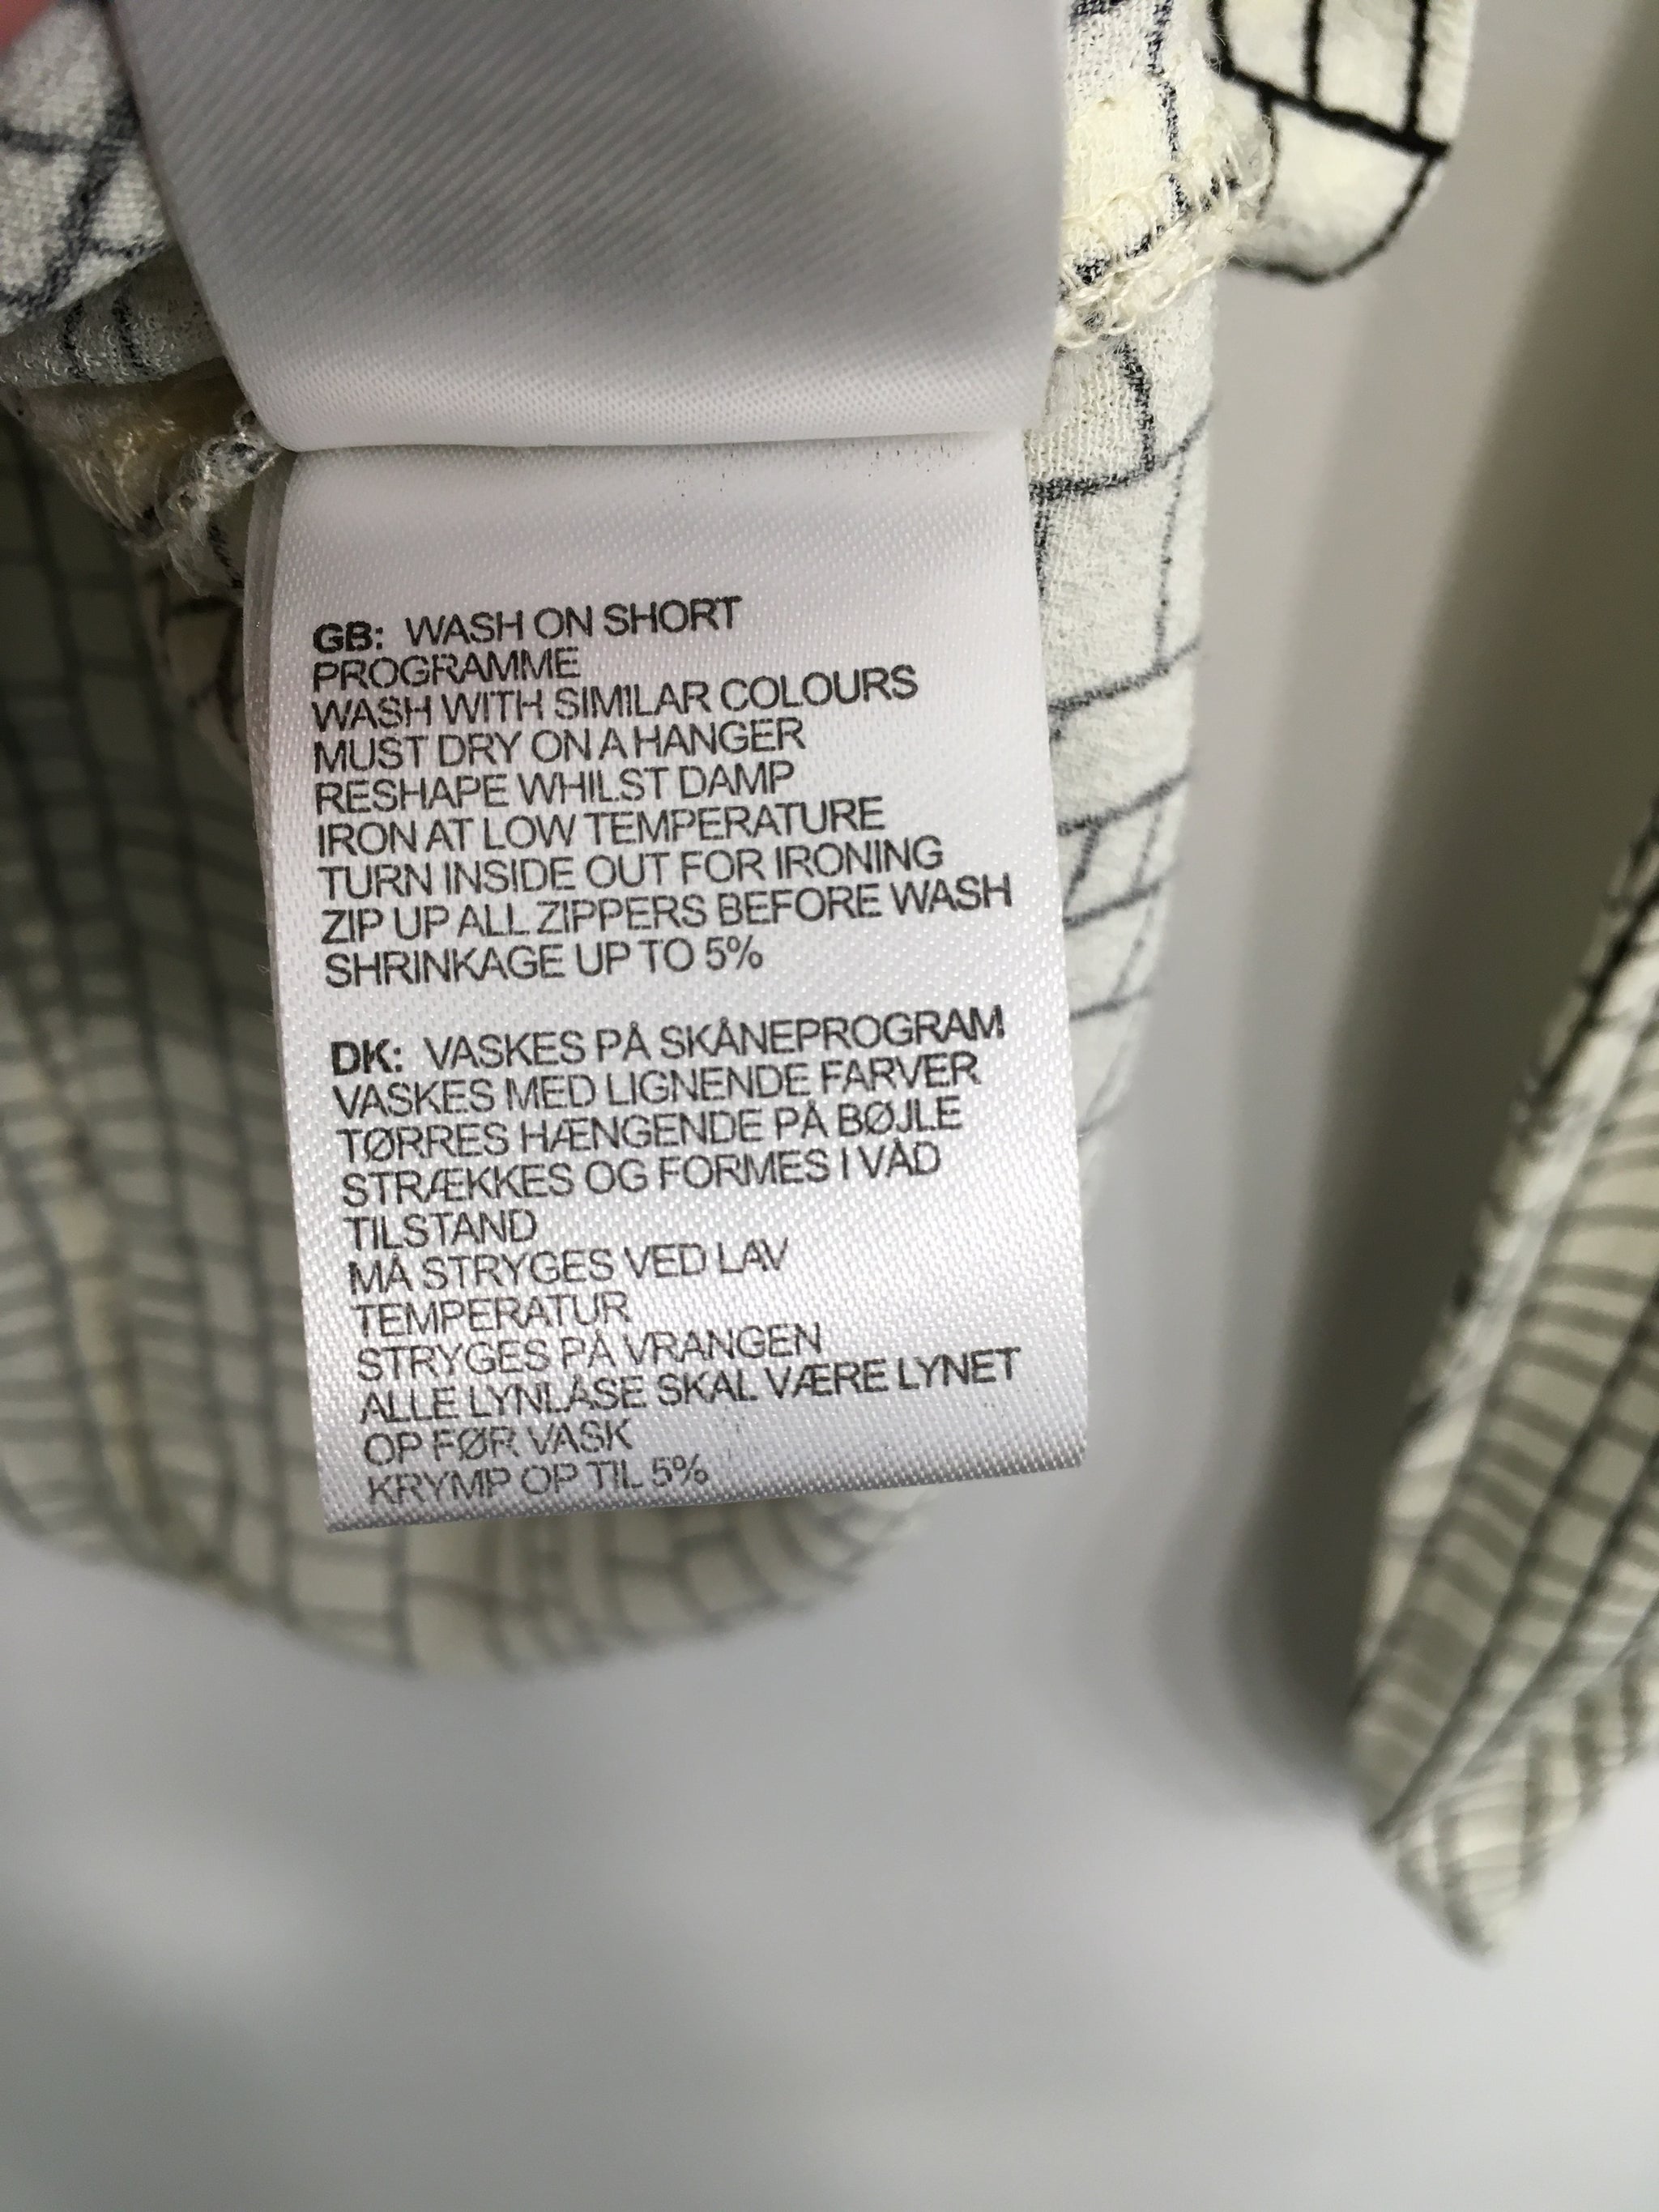 GB: WASH ON SHORT
PROGRAMME
WASH WITH SIMILAR COLOURS
MUST DRY ON A HANGER
RESHAPE WHILST DAMP
IRON AT LOW TEMPERATURE
TURN INSIDE OUT FOR IRONING
ZIP UP ALL ZIPPERS BEFORE WASH
SHRINKAGE UP TO 5%
DK: VASKES PÅ SKÅNEPROGRAM
VASKES MED LIGNENDE FARVER
TØRRES HÆNGENDE PÅ BØJLE
STRÆKKES OG FORMES I VÅD
TILSTAND
MÅ STRYGES VED LAV
TEMPERATUR
STRYGES PÅ VRANGEN
ALLE LYNLÅSE SKAL VÆRE LYNET
OP FØR VASK
KRYMP OP TIL 5%